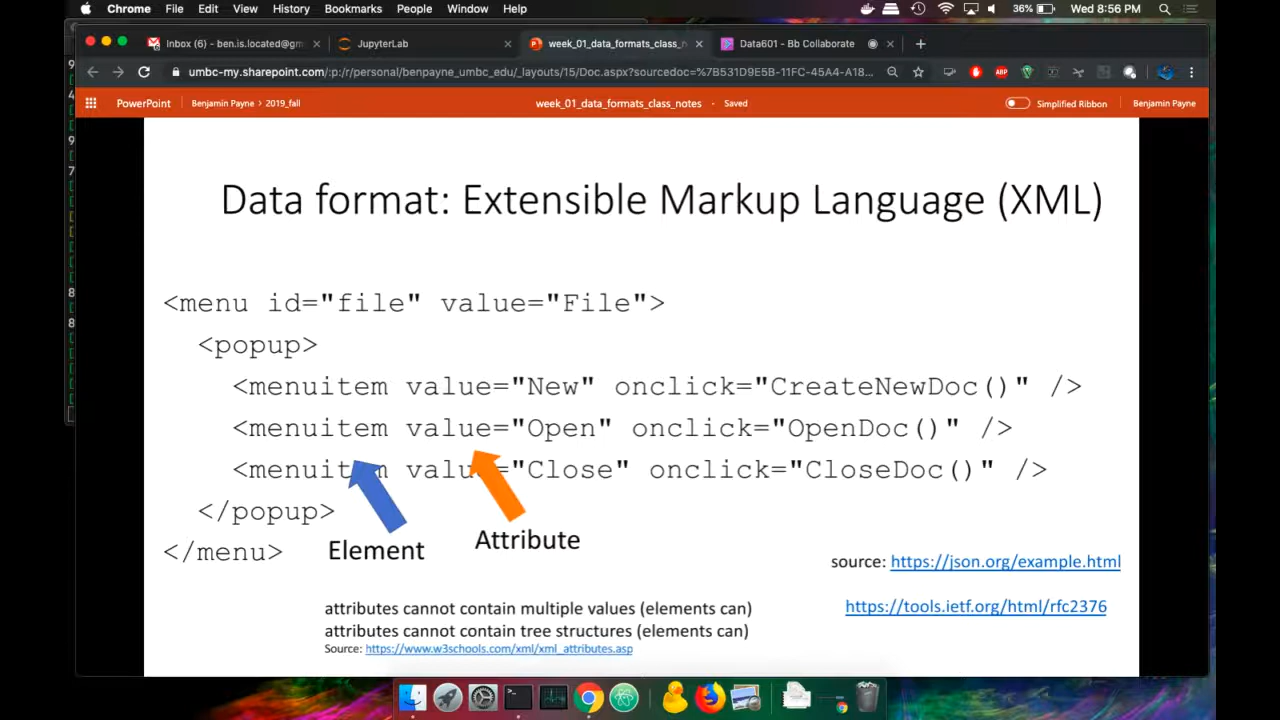 Chrome File Edit View History Bookmarks People Window Help 36% Wed 8:56 PM
Inbox (6) - ben.is.located@gm JupyterLab week_01_data_formats_class_n Data601 - Bb Collaborate
umbc-my.sharepoint.com/:p:/r/personal/benpayne_umbc_edu/_layouts/15/Doc.aspx?sourcedoc=%7B531D9E5B-11FC-45A4-A18... ABP
PowerPoint Benjamin Payne > 2019_fall week_01_data_formats_class_notes - Saved Simplified Ribbon Benjamin Payne
Data format: Extensible Markup Language (XML)
<menu id="file" value="File">
<popup>
<menuitem value="New" onclick="CreateNewDoc()" />
<menuitem value="Open" onclick="OpenDoc()" />
<menuitem value="Close" onclick="CloseDoc()" />
</popup>
</menu>
Element
Attribute
source: https://json.org/example.html
https://tools.ietf.org/html/rfc2376
attributes cannot contain multiple values (elements can)
attributes cannot contain tree structures (elements can)
Source: https://www.w3schools.com/xml/xml_attributes.asp